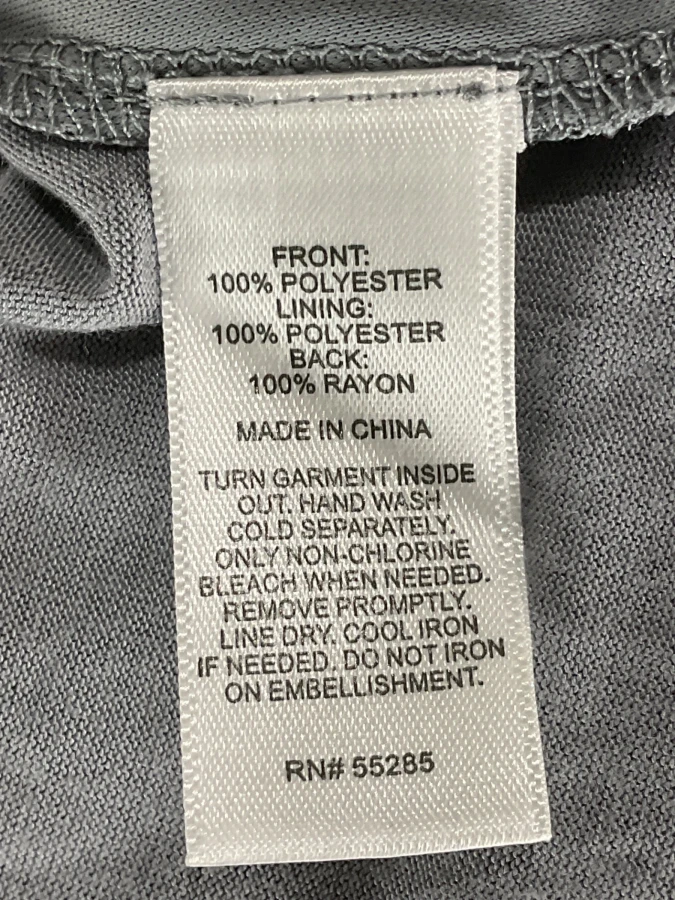 FRONT:
100% POLYESTER
LINING:
100% POLYESTER
BACK:
100% RAYON
MADE IN CHINA
TURN GARMENT INSIDE
OUT. HAND WASH
COLD SEPARATELY.
ONLY NON-CHLORINE
BLEACH WHEN NEEDED.
REMOVE PROMPTLY.
LINE DRY. COOL IRON
IF NEEDED. DO NOT IRON
ON EMBELLISHMENT.
RN# 55285